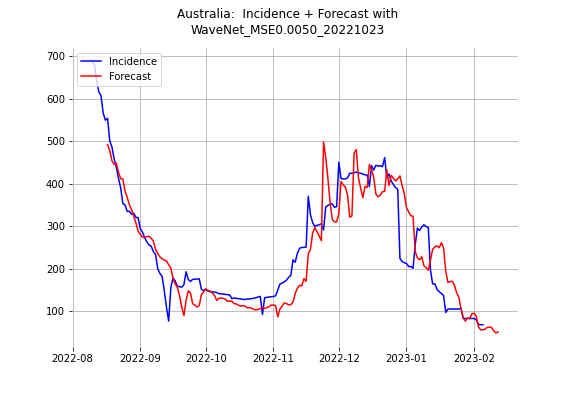 Australia:  Incidence + Forecast with
WaveNet_MSE0.0050_20221023
700
600
500
400
300
200
100
Incidence
Forecast
2022-08 2022-09 2022-10 2022-11 2022-12 2023-01 2023-02